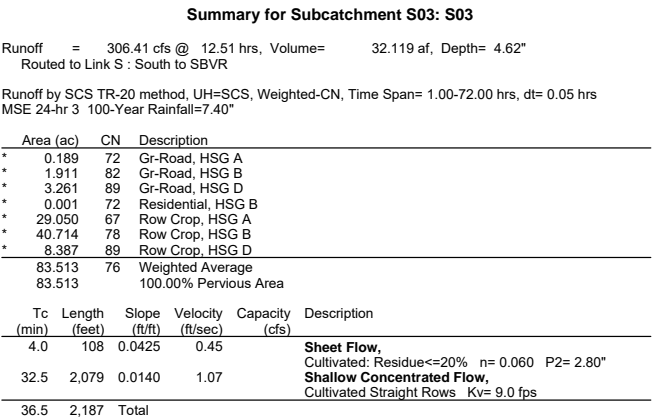 Summary for Subcatchment S03: S03
Runoff = 306.41 cfs @ 12.51 hrs, Volume= 32.119 af, Depth= 4.62"
Routed to Link S : South to SBVR
Runoff by SCS TR-20 method, UH=SCS, Weighted-CN, Time Span= 1.00-72.00 hrs, dt= 0.05 hrs
MSE 24-hr 3 100-Year Rainfall=7.40"
Area (ac) CN Description
* 0.189 72 Gr-Road, HSG A
* 1.911 82 Gr-Road, HSG B
* 3.261 89 Gr-Road, HSG D
* 0.001 72 Residential, HSG B
* 29.050 67 Row Crop, HSG A
* 40.714 78 Row Crop, HSG B
* 8.387 89 Row Crop, HSG D
83.513 76 Weighted Average
83.513 100.00% Pervious Area
Tc Length Slope Velocity Capacity Description
(min) (feet) (ft/ft) (ft/sec) (cfs)
4.0 108 0.0425 0.45 Sheet Flow,
Cultivated: Residue<=20% n= 0.060 P2= 2.80"
32.5 2,079 0.0140 1.07 Shallow Concentrated Flow,
Cultivated Straight Rows Kv= 9.0 fps
36.5 2,187 Total